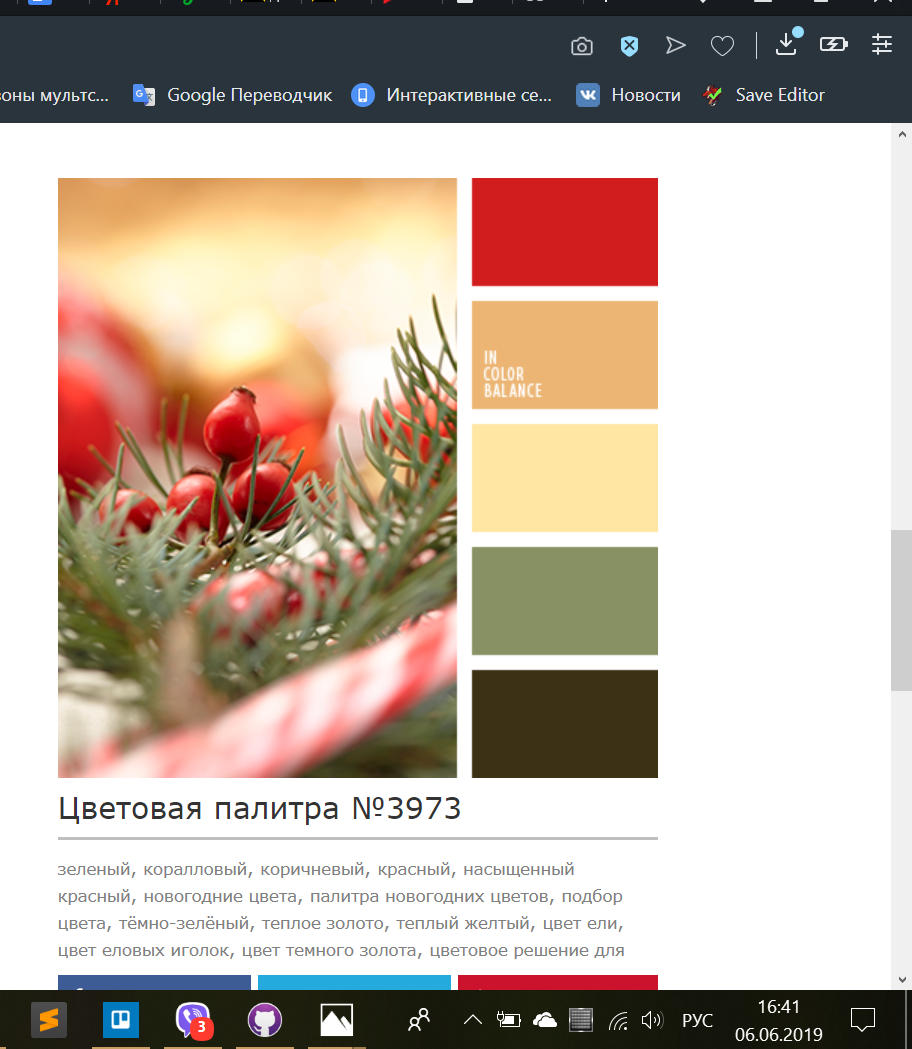 оны мультс...
Google Переводчик
Интерактивные се...
Новости
Save Editor
IN
COLOR
BALANCE
Цветовая палитра №3973
зеленый, коралловый, коричневый, красный, насыщенный
красный, новогодние цвета, палитра новогодних цветов, подбор
цвета, тёмно-зелёный, теплое золото, теплый желтый, цвет ели,
цвет еловых иголок, цвет темного золота, цветовое решение для
3
РУС
16:41
06.06.2019